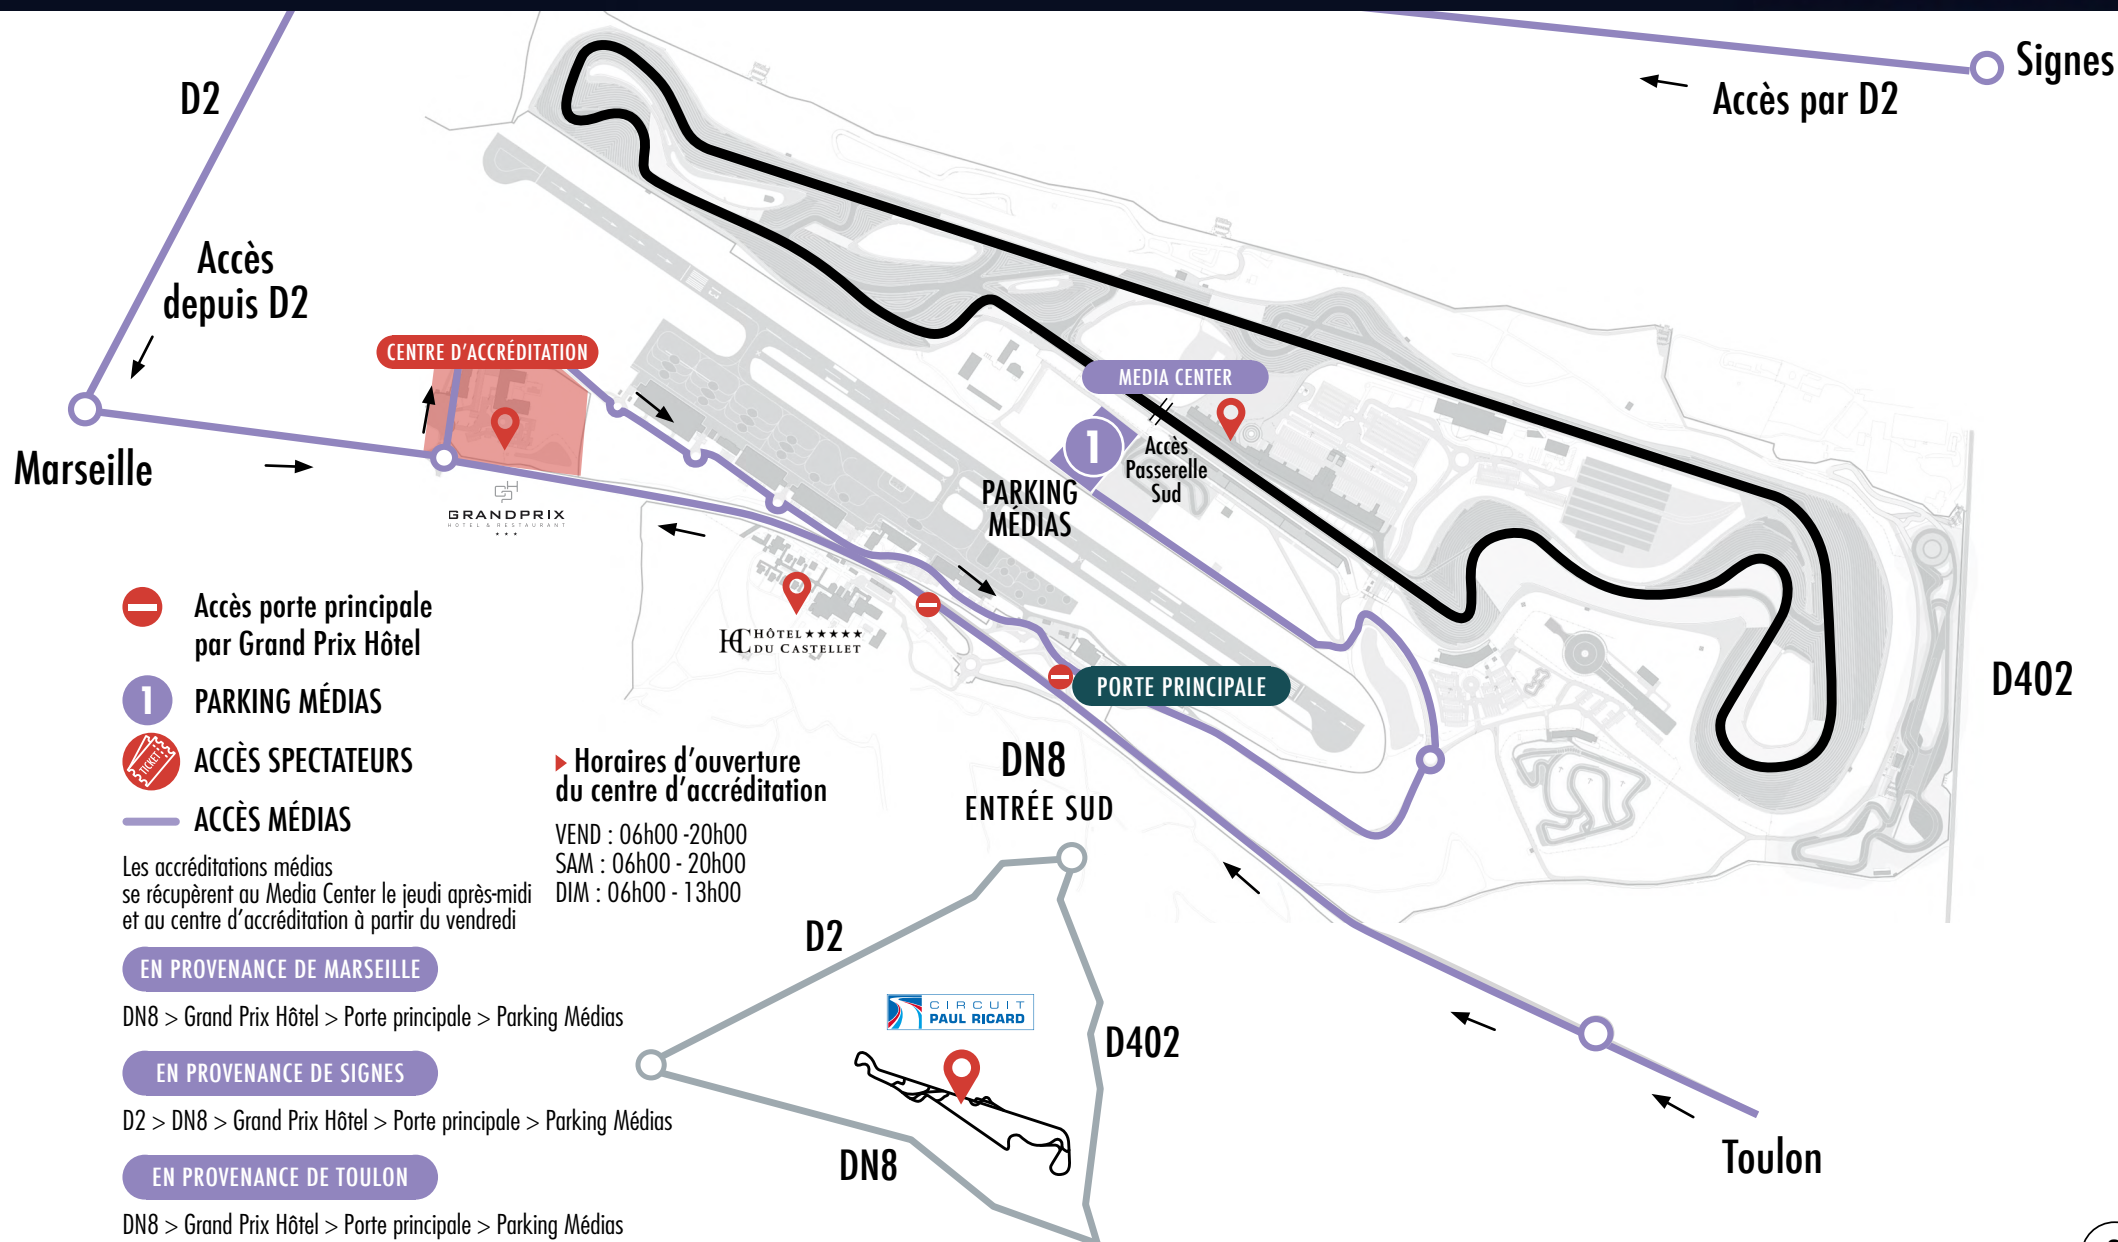 Signes
Accès par D2
D2
Accès
depuis D2
CENTRE D'ACCRÉDITATION
MEDIA CENTER
1
Accès
Passerelle
Sud
PARKING
MÉDIAS
Marseille
GRANDPRIX
HOTEL & RESTAURANT
HC HÔTEL ★★★★★
DU CASTELLET
PORTE PRINCIPALE
D402
Accès porte principale
par Grand Prix Hôtel
1 PARKING MÉDIAS
TICKET ACCÈS SPECTATEURS
ACCÈS MÉDIAS
Les accréditations médias
se récupèrent au Media Center le jeudi après-midi
et au centre d'accréditation à partir du vendredi
Horaires d'ouverture
du centre d'accréditation
VEND : 06h00 -20h00
SAM : 06h00 - 20h00
DIM : 06h00 - 13h00
DN8
ENTRÉE SUD
D2
CIRCUIT
PAUL RICARD
D402
DN8
Toulon
EN PROVENANCE DE MARSEILLE
DN8 > Grand Prix Hôtel > Porte principale > Parking Médias
EN PROVENANCE DE SIGNES
D2 > DN8 > Grand Prix Hôtel > Porte principale > Parking Médias
EN PROVENANCE DE TOULON
DN8 > Grand Prix Hôtel > Porte principale > Parking Médias